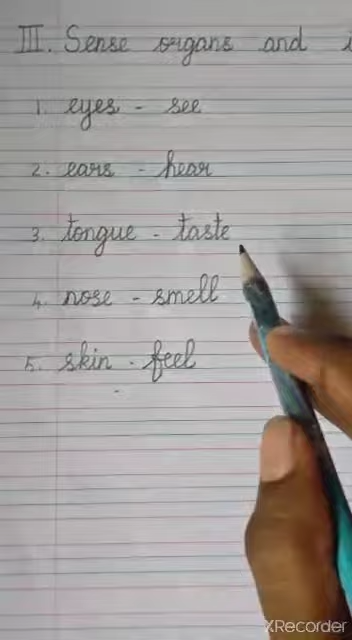 III. Sense organs and
1. eyes - see
2. ears - hear
3. tongue - taste
4. nose - smell
5. skin - feel
XRecorder